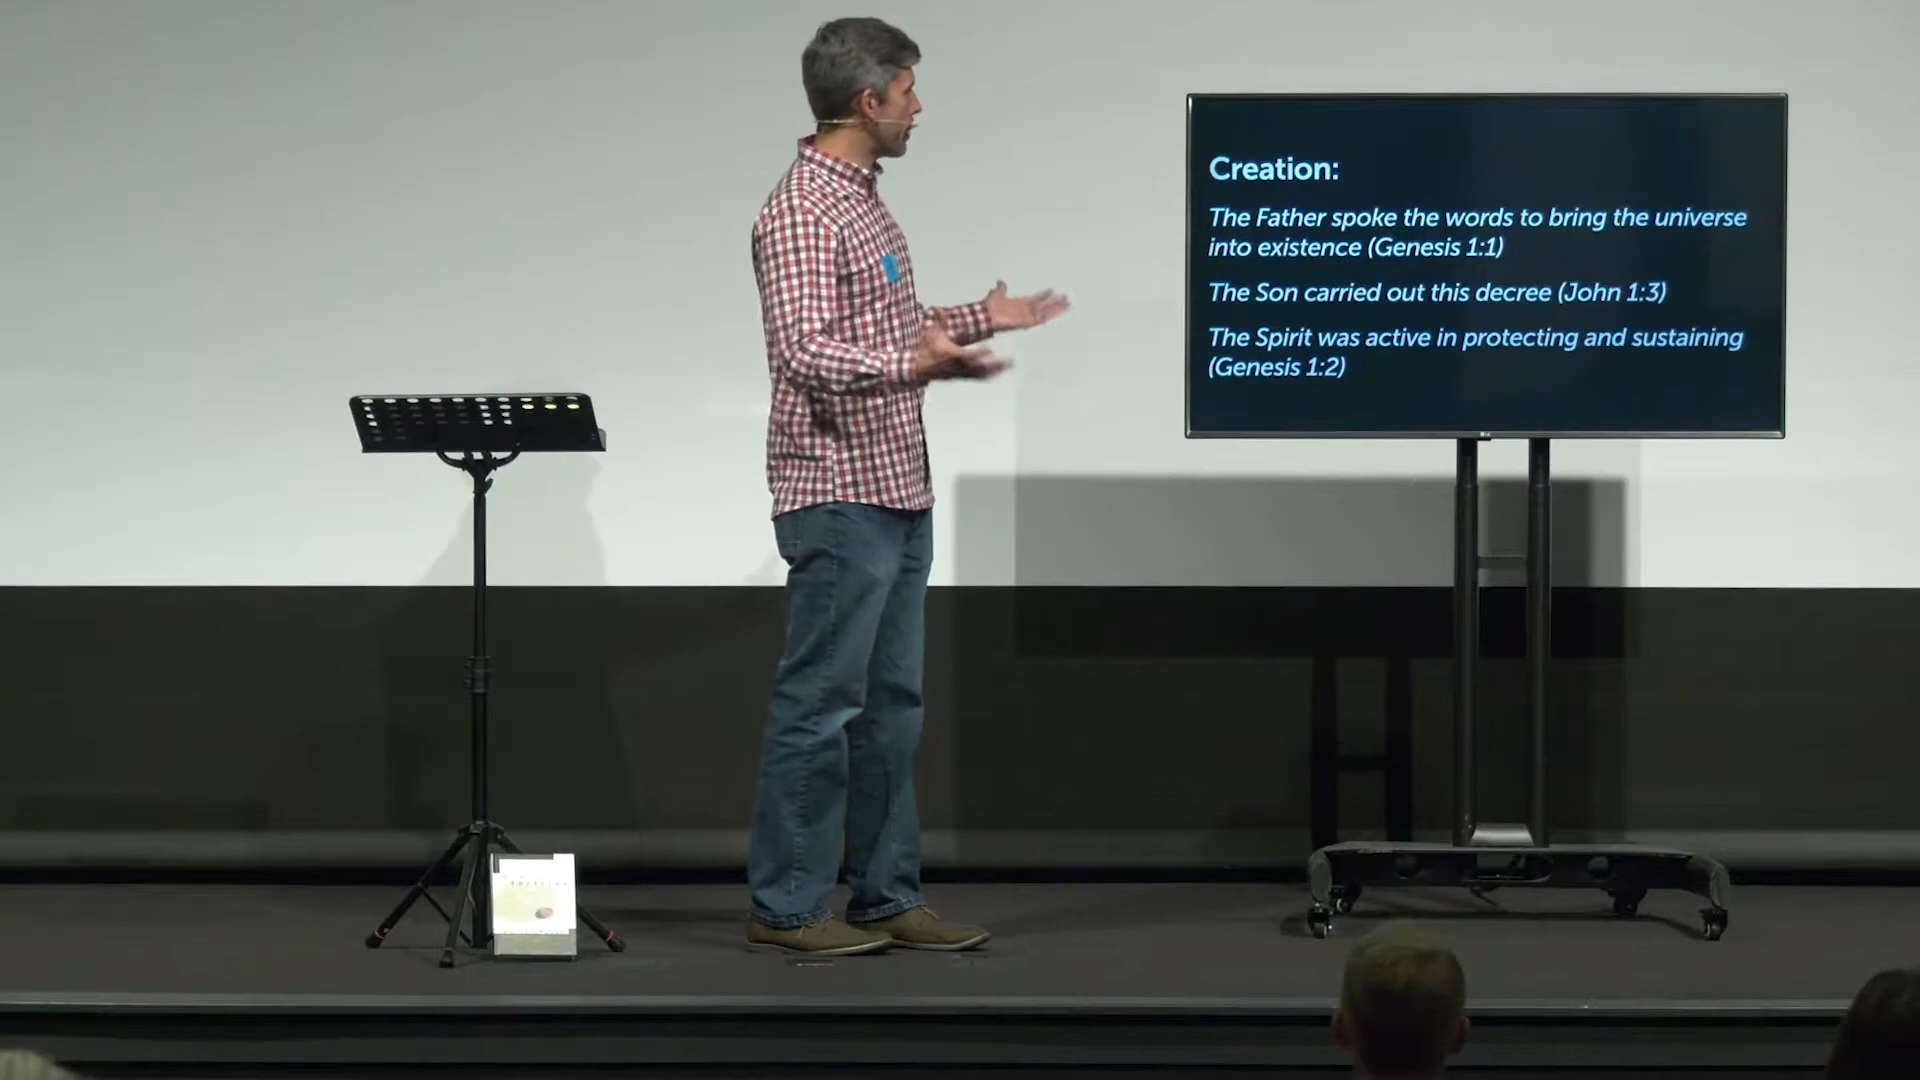 Creation:
The Father spoke the words to bring the universe
into existence (Genesis 1:1)
The Son carried out this decree (John 1:3)
The Spirit was active in protecting and sustaining
(Genesis 1:2)